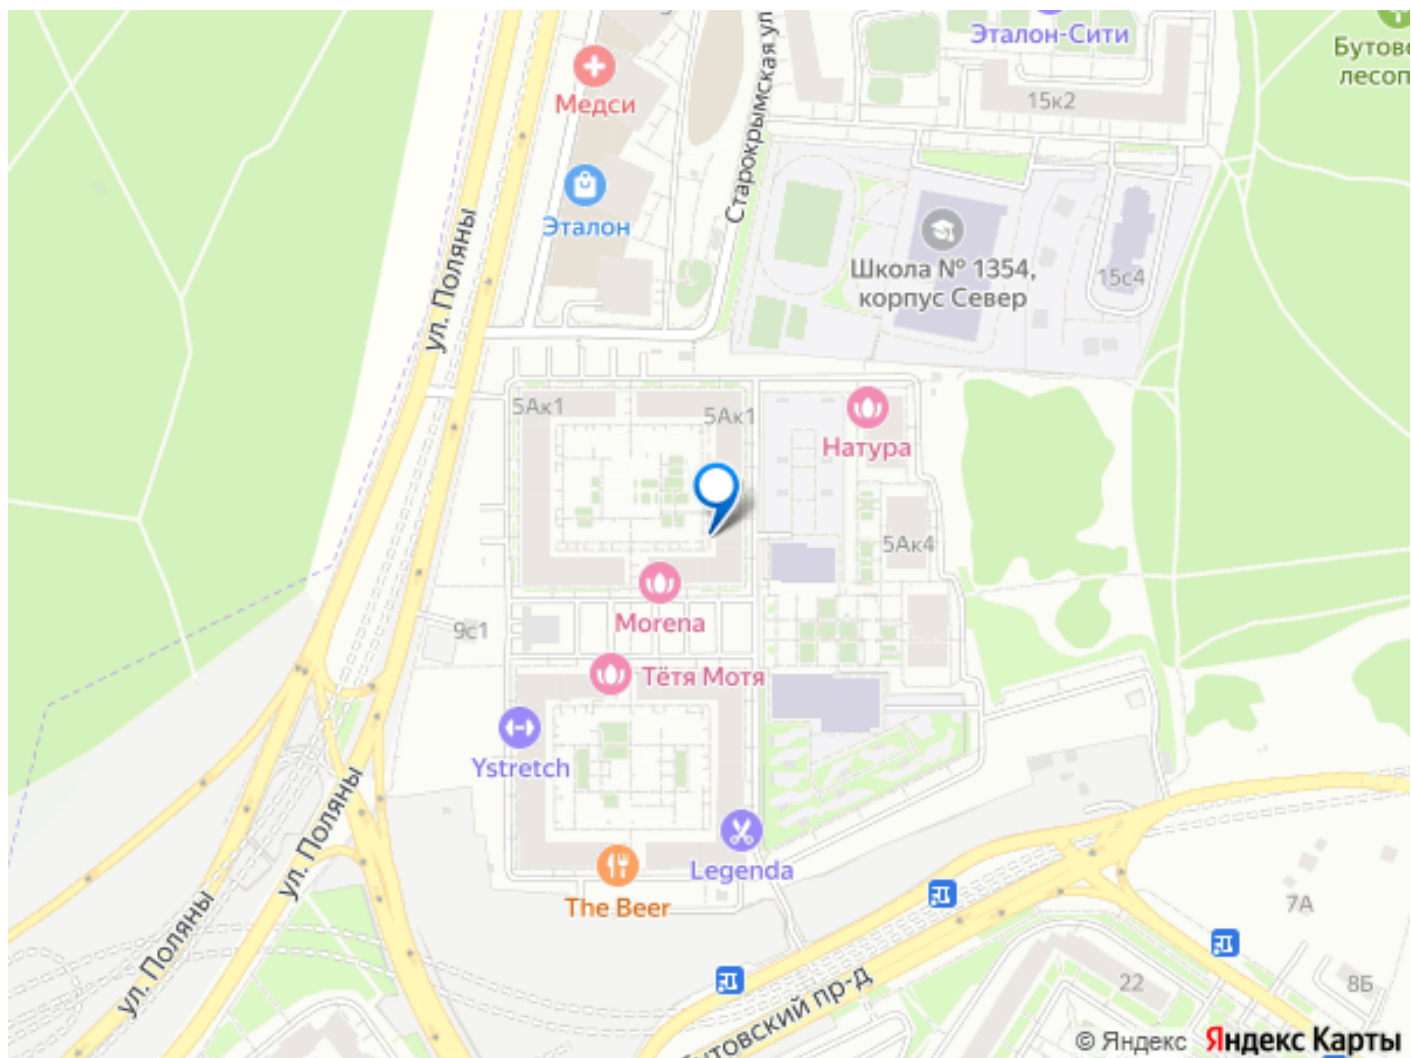 Эталон-Сити
Бутово
лесоп
Медси
15к2
Старокрымская ул
Эталон
ул. Поляны
Школа № 1354,
корпус Север
15с4
5Ак1
5Ак1
Натура
5Ак4
Morena
9с1
Тётя Мотя
Ystretch
ул. Поляны
Legenda
The Beer
ул. Поляны
7А
22
8Б
утовский пр-д
© Яндекс Яндекс Карты